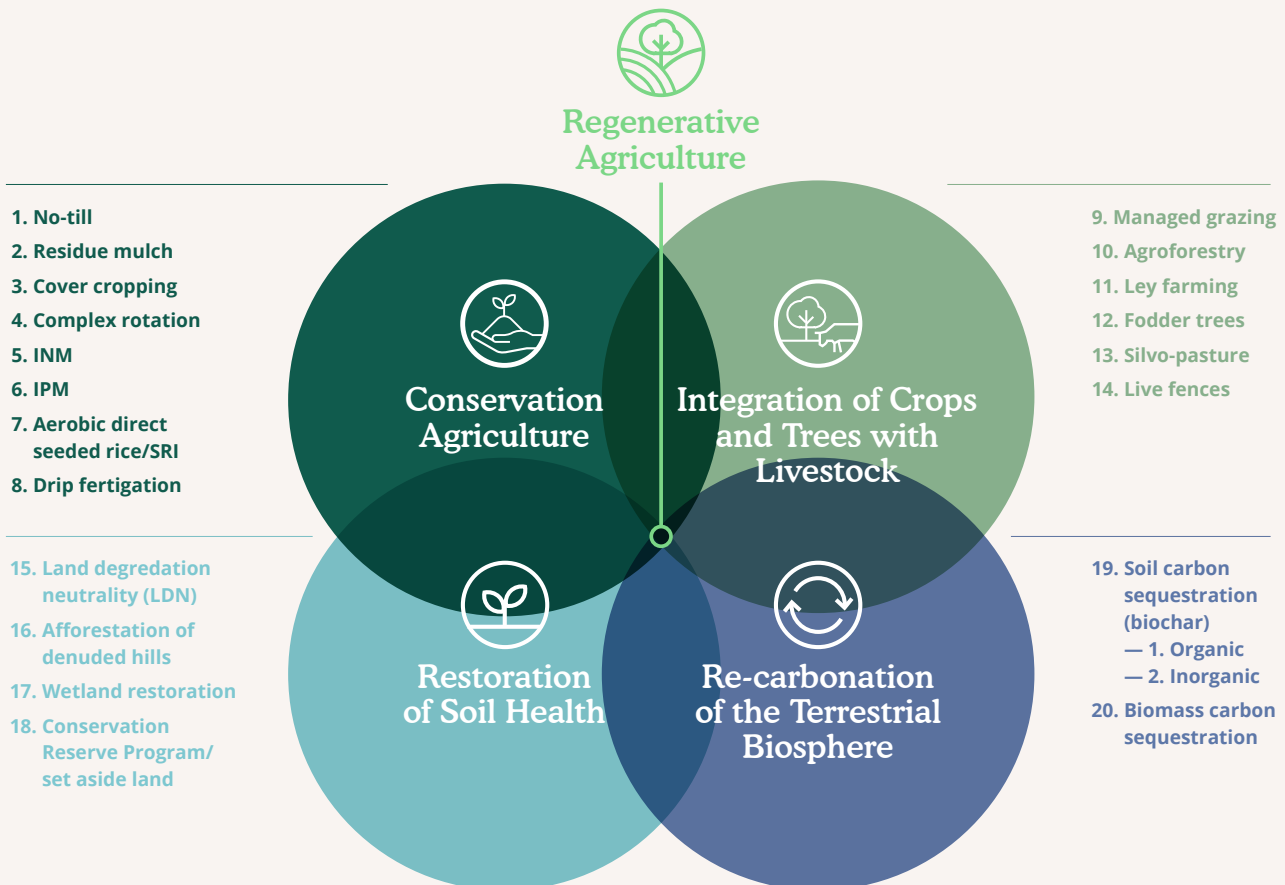 Regenerative
Agriculture
1. No-till
2. Residue mulch
3. Cover cropping
4. Complex rotation
5. INM
6. IPM
7. Aerobic direct
seeded rice/SRI
8. Drip fertigation
9. Managed grazing
10. Agroforestry
11. Ley farming
12. Fodder trees
13. Silvo-pasture
14. Live fences
Conservation
Agriculture
Integration of Crops
and Trees with
Livestock
15. Land degredation
neutrality (LDN)
16. Afforestation of
denuded hills
17. Wetland restoration
18. Conservation
Reserve Program/
set aside land
Restoration
of Soil Health
Re-carbonation
of the Terrestrial
Biosphere
19. Soil carbon
sequestration
(biochar)
— 1. Organic
— 2. Inorganic
20. Biomass carbon
sequestration